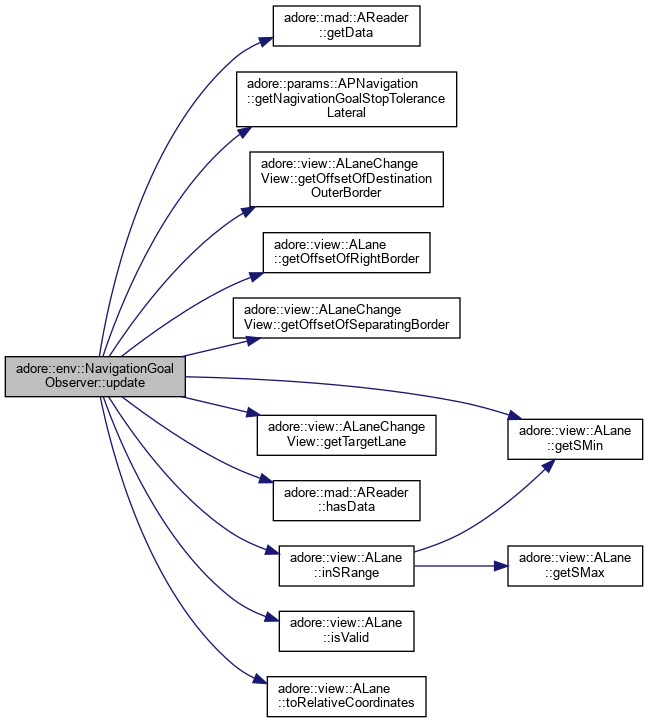 adore::mad::AReader
::getData
adore::params::APNavigation
::getNagivationGoalStopTolerance
Lateral
adore::view::ALaneChange
View::getOffsetOfDestination
OuterBorder
adore::view::ALane
::getOffsetOfRightBorder
adore::view::ALaneChange
View::getOffsetOfSeparatingBorder
adore::env::NavigationGoal
Observer::update
adore::view::ALaneChange
View::getTargetLane
adore::view::ALane
::getSMin
adore::mad::AReader
::hasData
adore::view::ALane
::inSRange
adore::view::ALane
::getSMax
adore::view::ALane
::isValid
adore::view::ALane
::toRelativeCoordinates